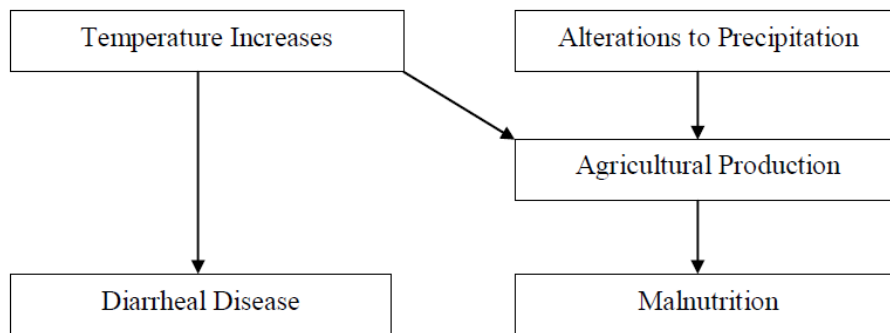 Temperature Increases
Alterations to Precipitation
Agricultural Production
Diarrheal Disease
Malnutrition